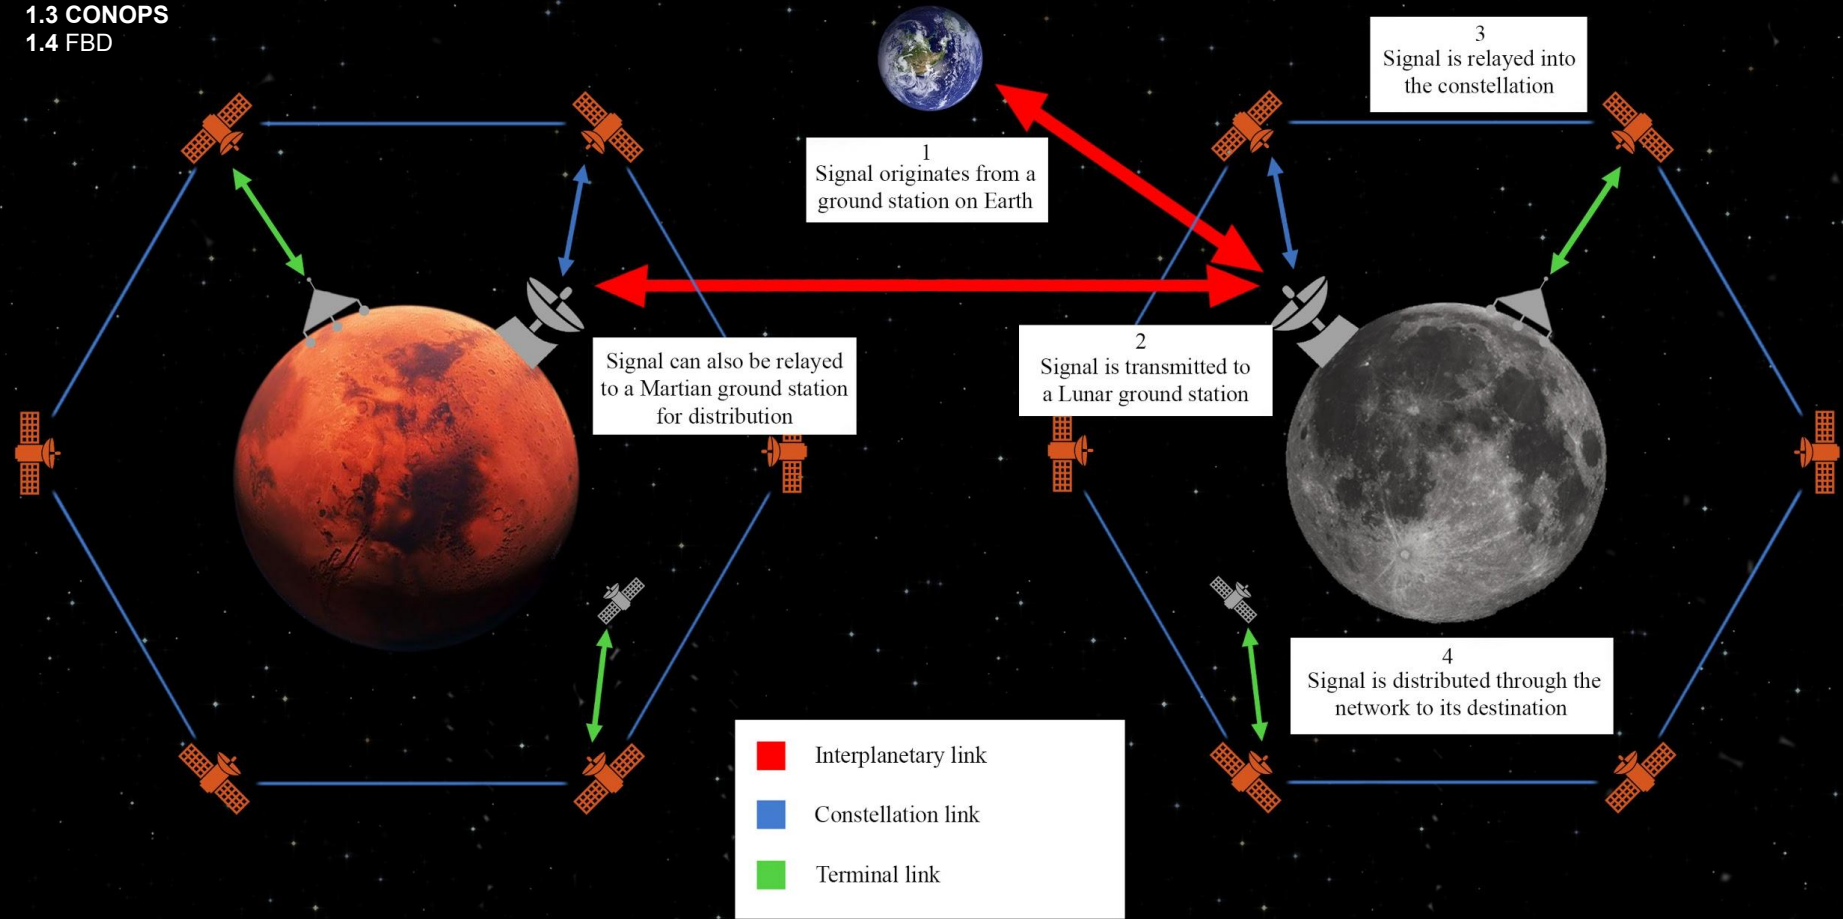 1.3 CONOPS
1.4 FBD
1
Signal originates from a
ground station on Earth
3
Signal is relayed into
the constellation
Signal can also be relayed
to a Martian ground station
for distribution
2
Signal is transmitted to
a Lunar ground station
4
Signal is distributed through the
network to its destination
Interplanetary link
Constellation link
Terminal link